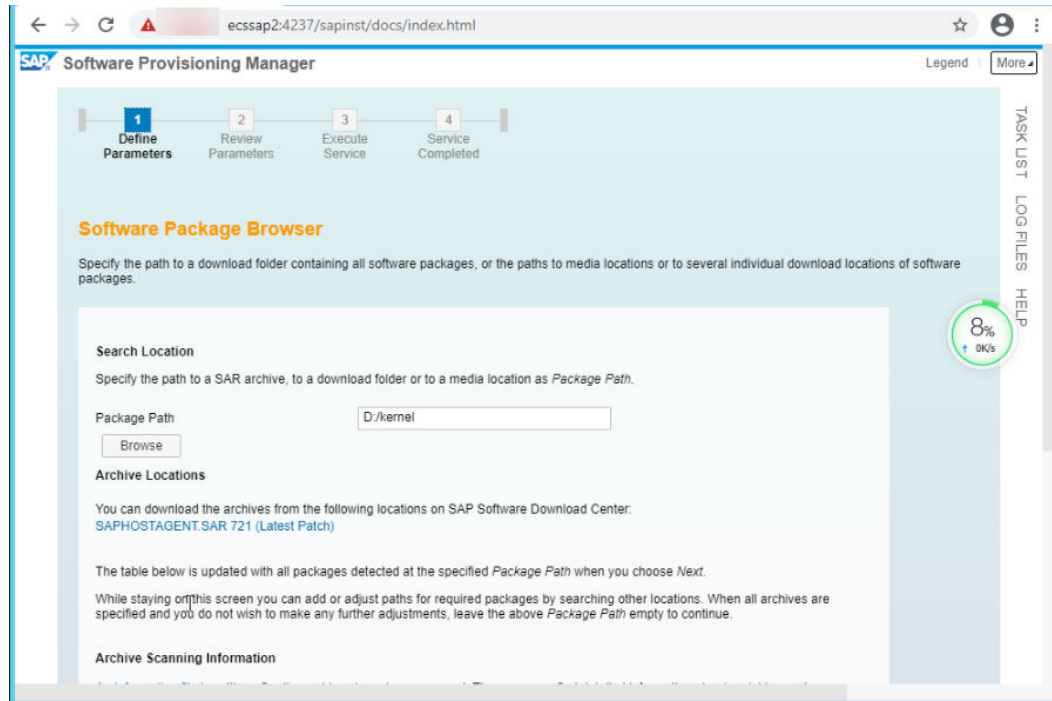 ecssap2:4237/sapinst/docs/index.html
SAP Software Provisioning Manager
Legend
More
1
2
3
4
Define Parameters
Review Parameters
Execute Service
Service Completed
TASK LIST
LOG FILES
HELP
Software Package Browser
Specify the path to a download folder containing all software packages, or the paths to media locations or to several individual download locations of software
packages.
8%
0K/s
Search Location
Specify the path to a SAR archive, to a download folder or to a media location as Package Path.
Package Path
D:/kernel
Browse
Archive Locations
You can download the archives from the following locations on SAP Software Download Center:
SAPHOSTAGENT.SAR 721 (Latest Patch)
The table below is updated with all packages detected at the specified Package Path when you choose Next.
While staying on this screen you can add or adjust paths for required packages by searching other locations. When all archives are
specified and you do not wish to make any further adjustments, leave the above Package Path empty to continue.
Archive Scanning Information